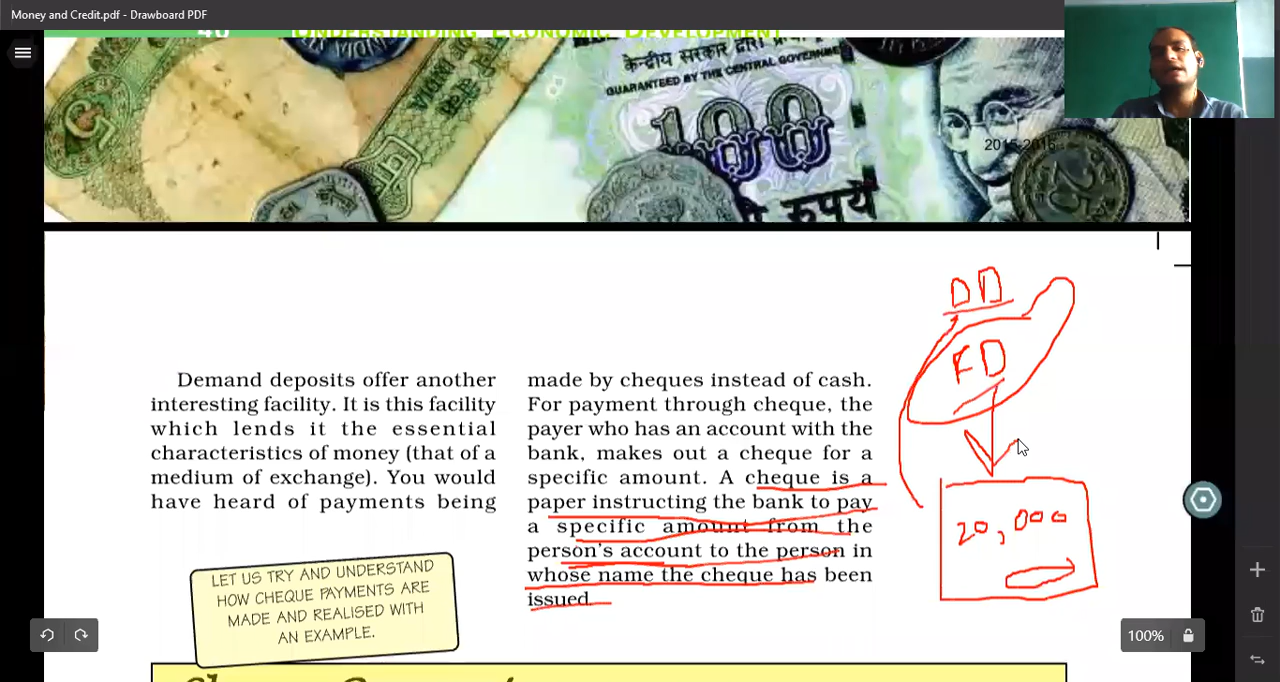 Money and Credit.pdf - Drawboard PDF
40 UNDERSTANDING ECONOMIC DEVELOPMENT
केन्द्रीय सरकार द्वारा
GUARANTEED BY THE CENTRAL GOVERNMENT
100
रुपये
25
2015-2016
DD
FD
20,000
Demand deposits offer another
interesting facility. It is this facility
which lends it the essential
characteristics of money (that of a
medium of exchange). You would
have heard of payments being
made by cheques instead of cash.
For payment through cheque, the
payer who has an account with the
bank, makes out a cheque for a
specific amount. A cheque is a
paper instructing the bank to pay
a specific amount from the
person's account to the person in
whose name the cheque has been
issued
LET US TRY AND UNDERSTAND
HOW CHEQUE PAYMENTS ARE
MADE AND REALISED WITH
AN EXAMPLE.
100%